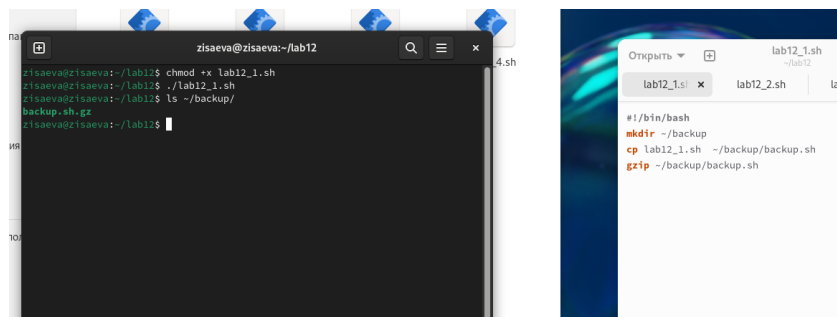 zisaeva@zisaeva:~/lab12
zisaeva@zisaeva:~/lab12$ chmod +x lab12_1.sh
zisaeva@zisaeva:~/lab12$ ./lab12_1.sh
zisaeva@zisaeva:~/lab12$ ls ~/backup/
backup.sh.gz
zisaeva@zisaeva:~/lab12$
_4.sh
Открыть
lab12_1.sh
~/lab12
lab12_1.sl
lab12_2.sh
#!/bin/bash
mkdir ~/backup
cp lab12_1.sh ~/backup/backup.sh
gzip ~/backup/backup.sh